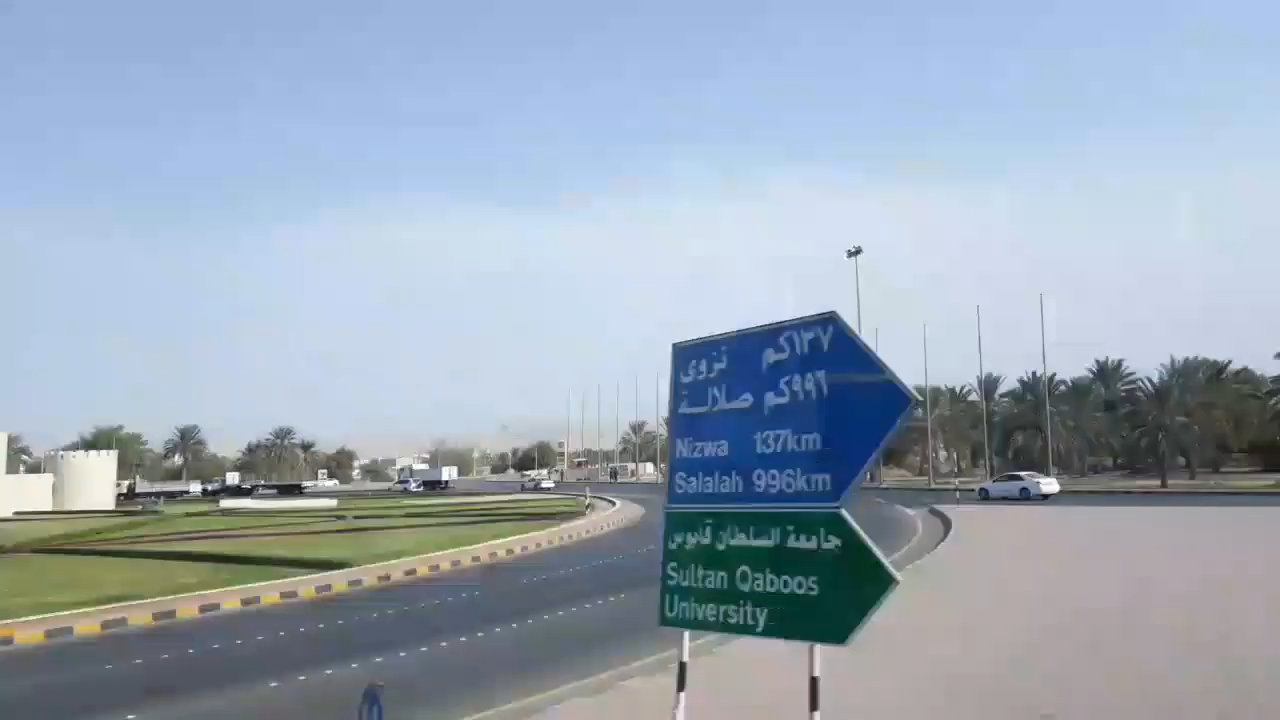 نزوى ١٣٧كم
صلالة ٩٩٦كم
Nizwa 137km
Salalah 996km
جامعة السلطان قابوس
Sultan Qaboos
University